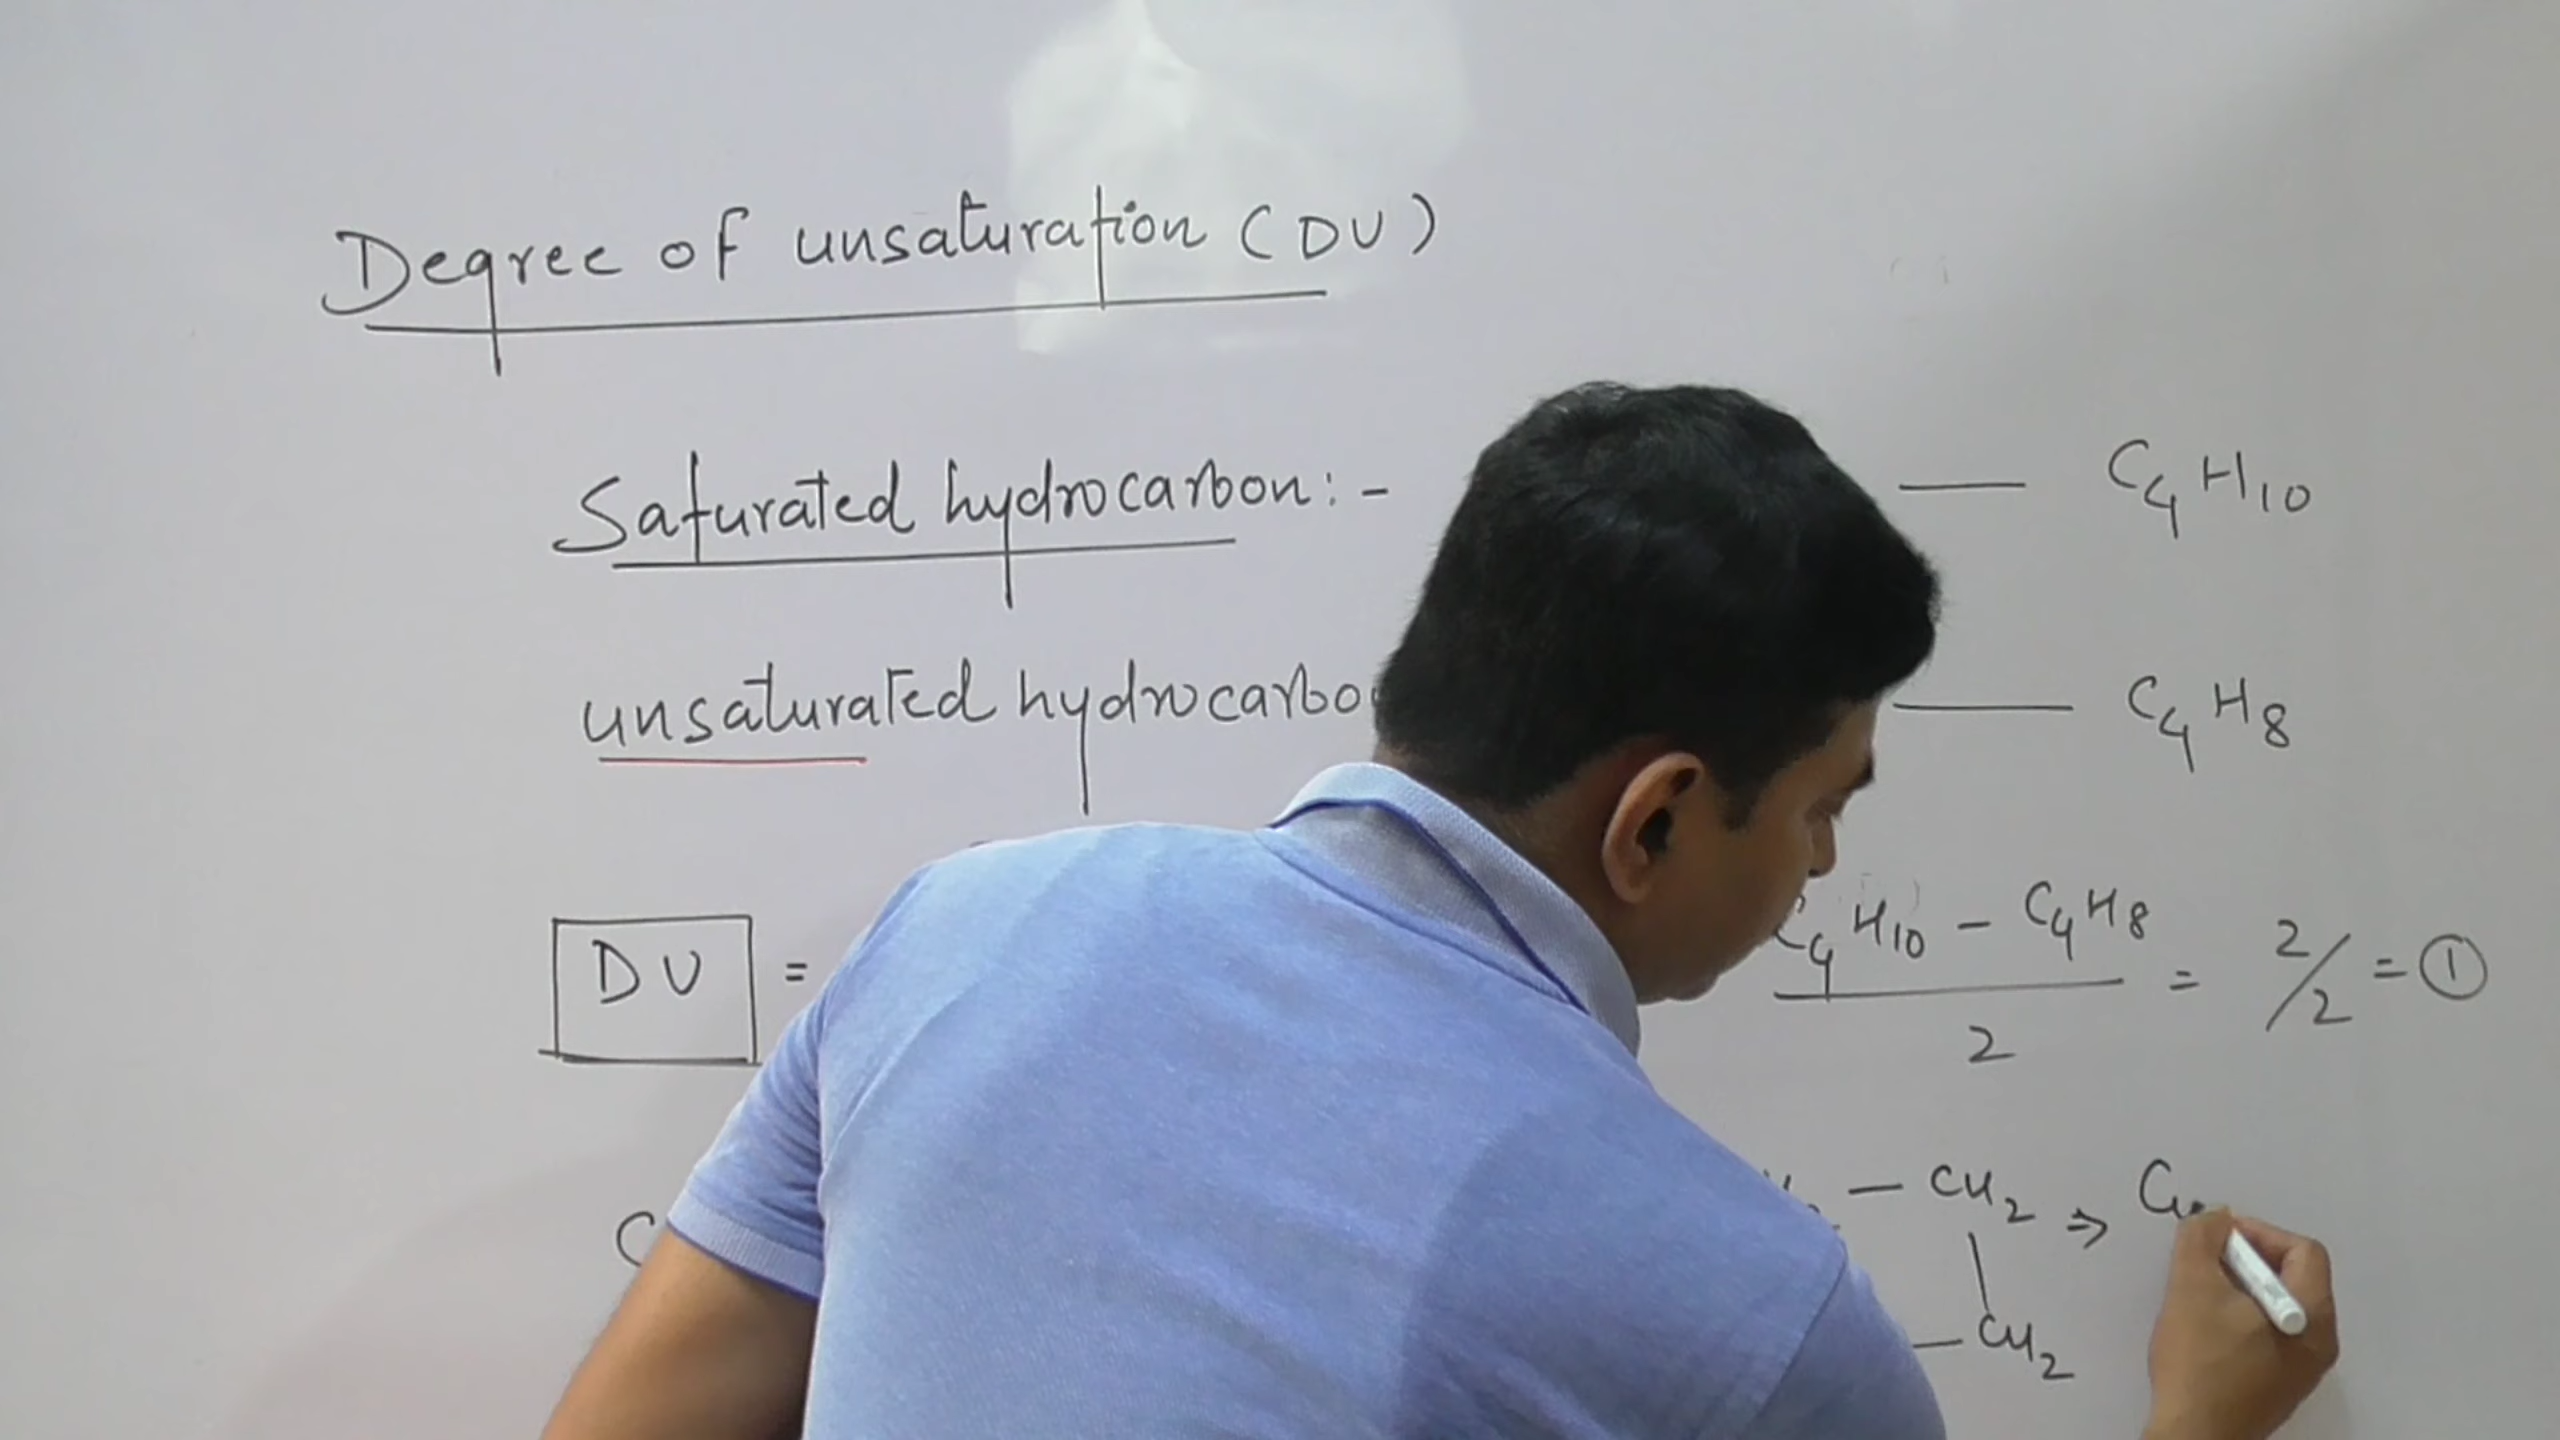 Degree of unsaturation (DU)
Saturated hydrocarbon:- — C4H10
unsaturated hydrocarbo — C4H8
DU = C4H10 - C4H8 / 2 = 2/2 = 1
C — CH2 ⇒ C4
— CH2